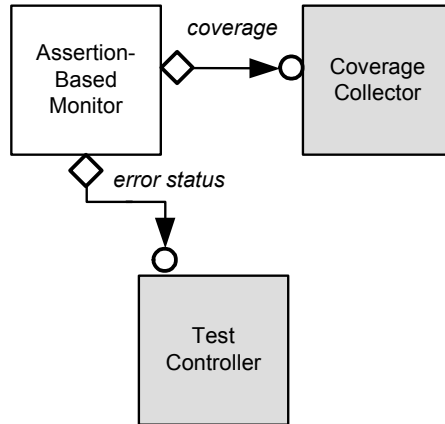 coverage
Assertion-
Based
Monitor
Coverage
Collector
error status
Test
Controller